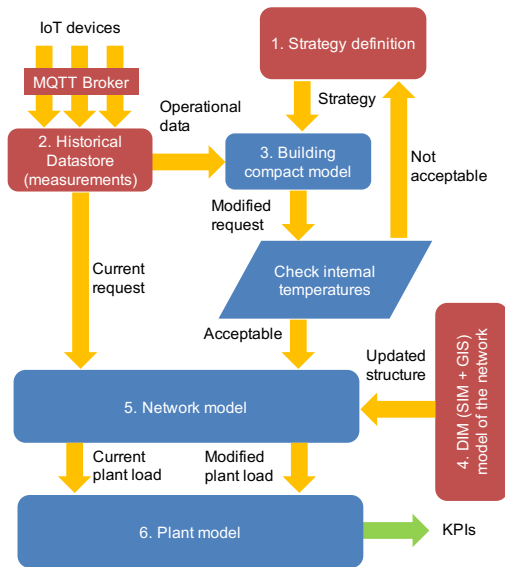 IoT devices
MQTT Broker
1. Strategy definition
Operational
data
Strategy
2. Historical
Datastore
(measurements)
3. Building
compact model
Not
acceptable
Modified
request
Current
request
Check internal
temperatures
Acceptable
Updated
structure
4. DIM (SIM + GIS)
model of the network
5. Network model
Current
plant load
Modified
plant load
6. Plant model
KPIs